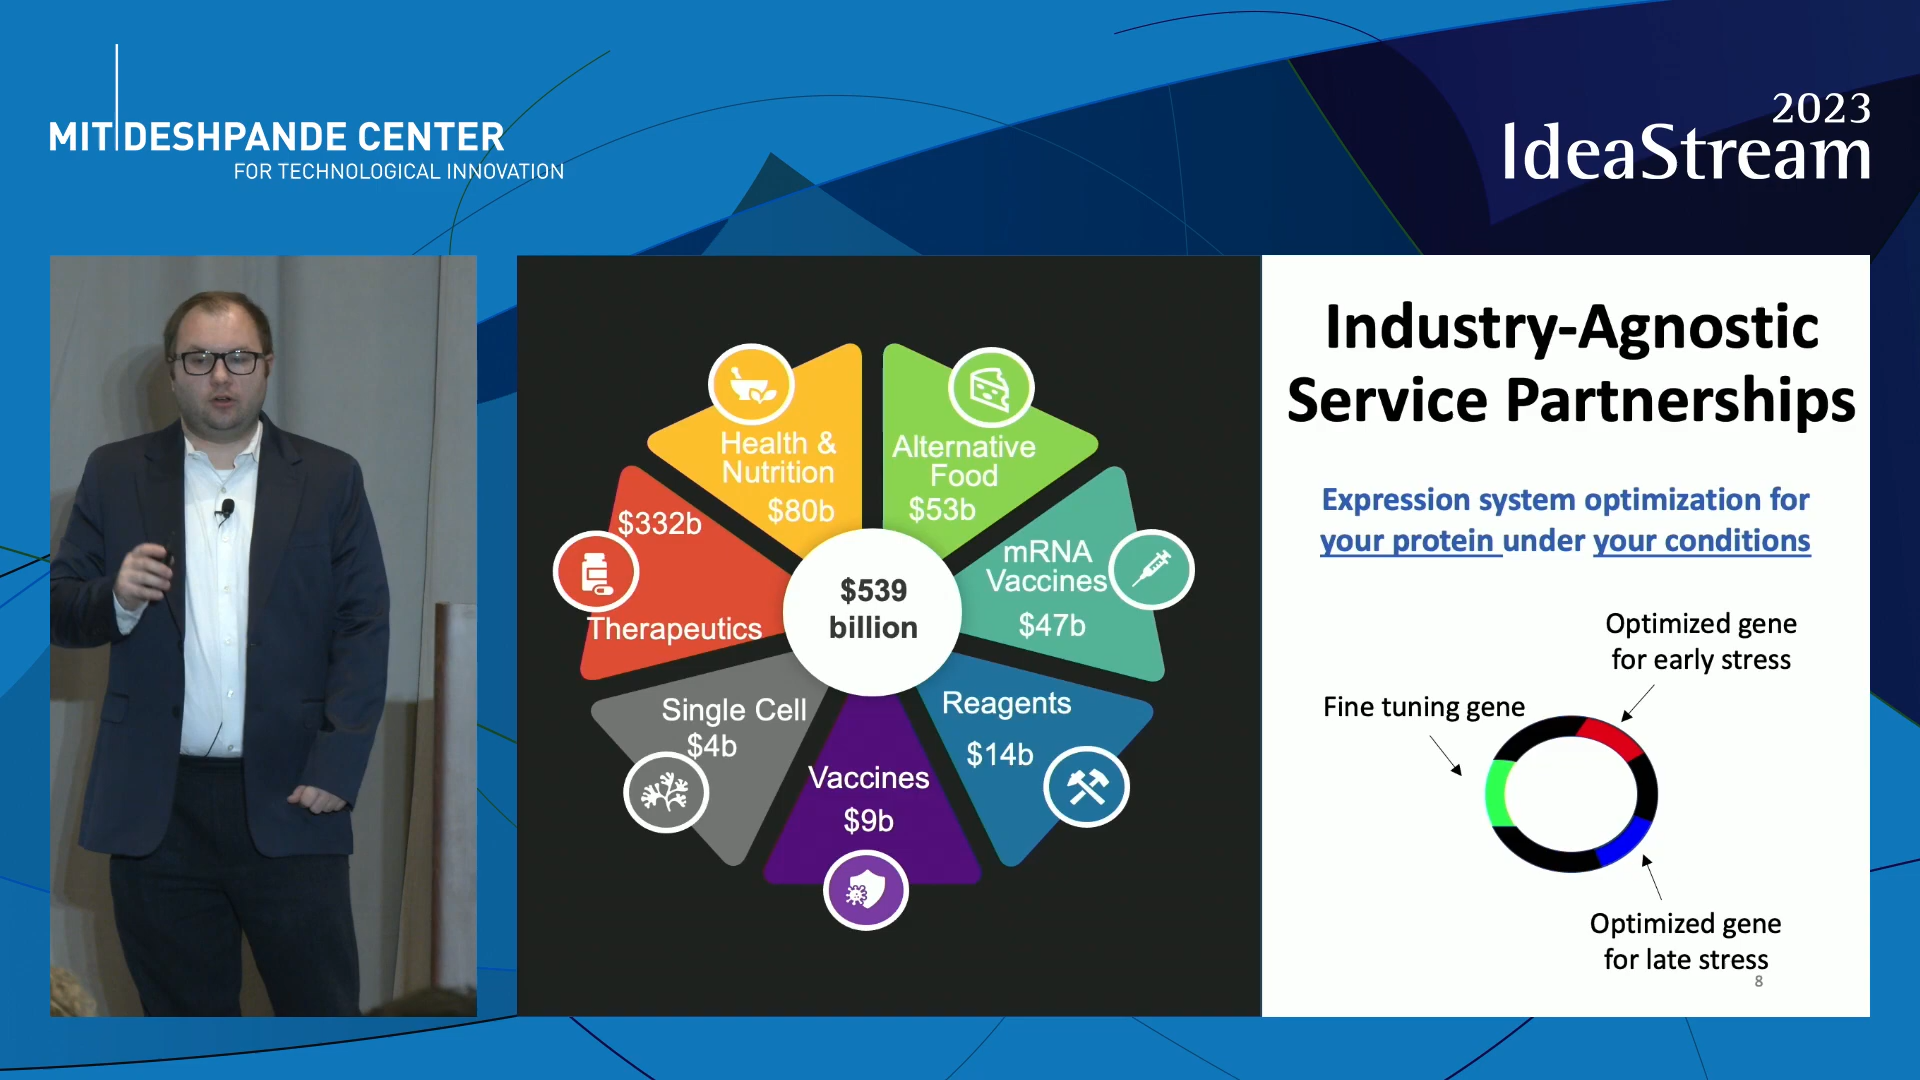 MIT DESHPANDE CENTER
FOR TECHNOLOGICAL INNOVATION
2023
IdeaStream
Health &
Nutrition
$80b
Alternative
Food
$53b
$332b
Therapeutics
mRNA
Vaccines
$47b
$539
billion
Single Cell
$4b
Reagents
$14b
Vaccines
$9b
Industry-Agnostic
Service Partnerships
Expression system optimization for
your protein under your conditions
Optimized gene
for early stress
Fine tuning gene
Optimized gene
for late stress
8